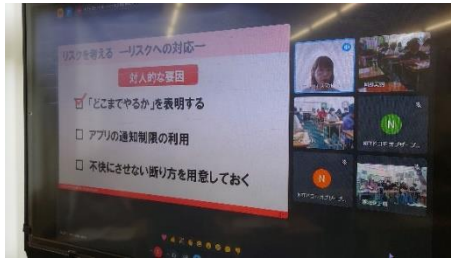 リスクを考える ―リスクへの対応―
対人的な要因
☑ 「どこまでやるか」を表明する
☐ アプリの通知制限の利用
☐ 不快にさせない断り方を用意しておく
N
N